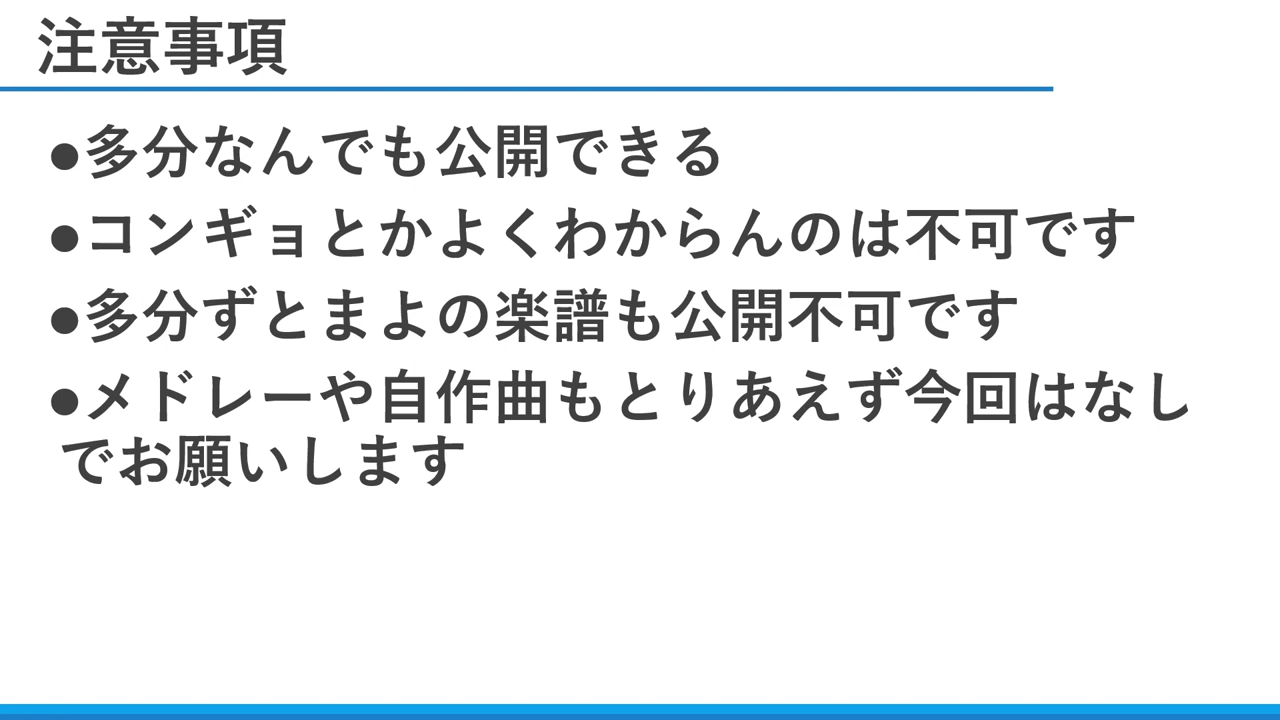 注意事項
●多分なんでも公開できる
●コンギョとかよくわからんのは不可です
●多分ずとまよの楽譜も公開不可です
●メドレーや自作曲もとりあえず今回はなし
でお願いします